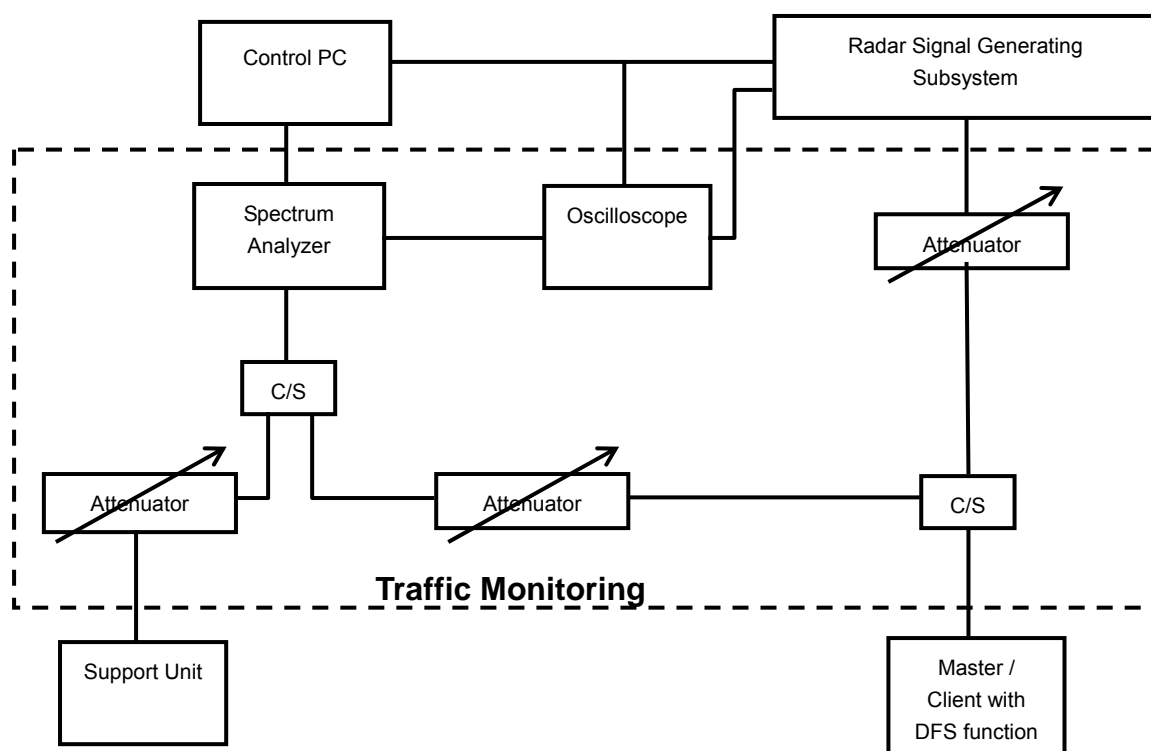 Control PC
Radar Signal Generating
Subsystem
Spectrum
Analyzer
Oscilloscope
Attenuator
C/S
Attenuator
Attenuator
C/S
Traffic Monitoring
Support Unit
Master /
Client with
DFS function